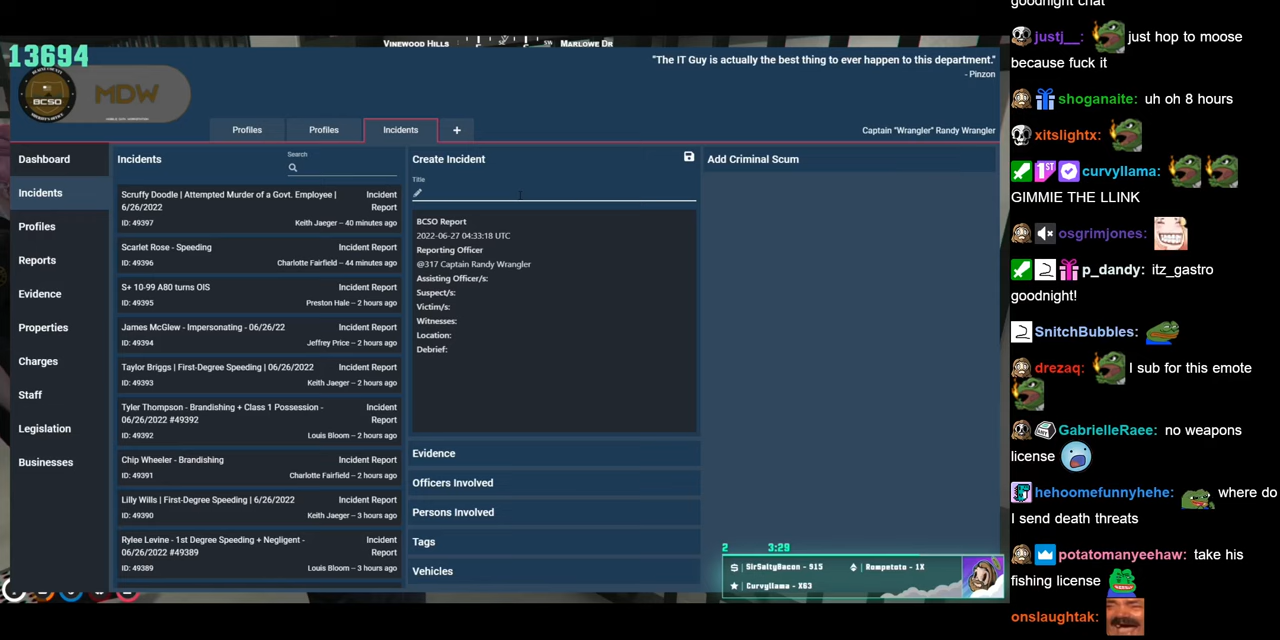 13694
VINEWOOD HILLS
MARLOWE DR
"The IT Guy is actually the best thing to ever happen to this department."
- Pinzon
BCSO
MDW
Profiles
Profiles
Incidents
+
Captain "Wrangler" Randy Wrangler
Dashboard
Incidents
Profiles
Reports
Evidence
Properties
Charges
Staff
Legislation
Businesses
Incidents
Search
Scruffy Doodle | Attempted Murder of a Govt. Employee |
6/26/2022
Incident
Report
ID: 49397
Keith Jaeger – 40 minutes ago
Scarlet Rose - Speeding
Incident Report
ID: 49396
Charlotte Fairfield – 44 minutes ago
S+ 10-99 A80 turns OIS
Incident Report
ID: 49395
Preston Hale – 2 hours ago
James McGlew - Impersonating - 06/26/22
Incident Report
ID: 49394
Jeffrey Price – 2 hours ago
Taylor Briggs | First-Degree Speeding | 06/26/2022
Incident Report
ID: 49393
Keith Jaeger – 2 hours ago
Tyler Thompson - Brandishing + Class 1 Possession -
06/26/2022 #49392
Incident
Report
ID: 49392
Louis Bloom – 2 hours ago
Chip Wheeler - Brandishing
Incident Report
ID: 49391
Charlotte Fairfield – 2 hours ago
Lilly Wills | First-Degree Speeding | 6/26/2022
Incident Report
ID: 49390
Keith Jaeger – 3 hours ago
Rylee Levine - 1st Degree Speeding + Negligent -
06/26/2022 #49389
Incident
Report
ID: 49389
Louis Bloom – 3 hours ago
Create Incident
Title
BCSO Report
2022-06-27 04:33:18 UTC
Reporting Officer
@317 Captain Randy Wrangler
Assisting Officer/s:
Suspect/s:
Victim/s:
Witnesses:
Location:
Debrief:
Evidence
Officers Involved
Persons Involved
Tags
Vehicles
Add Criminal Scum
2
3:29
SirSaltyBacon - $15
Rompotato - 1X
Curvyllama - X63
goodnight chat
justj__: just hop to moose
because fuck it
shoganaite: uh oh 8 hours
xitslightx:
curvyllama:
GIMMIE THE LLINK
osgrimjones:
p_dandy: itz_gastro
goodnight!
SnitchBubbles:
drezaq: I sub for this emote
GabrielleRaee: no weapons
license
hehoomefunnyhehe: where do
I send death threats
potatomanyeehaw: take his
fishing license
onslaughtak: